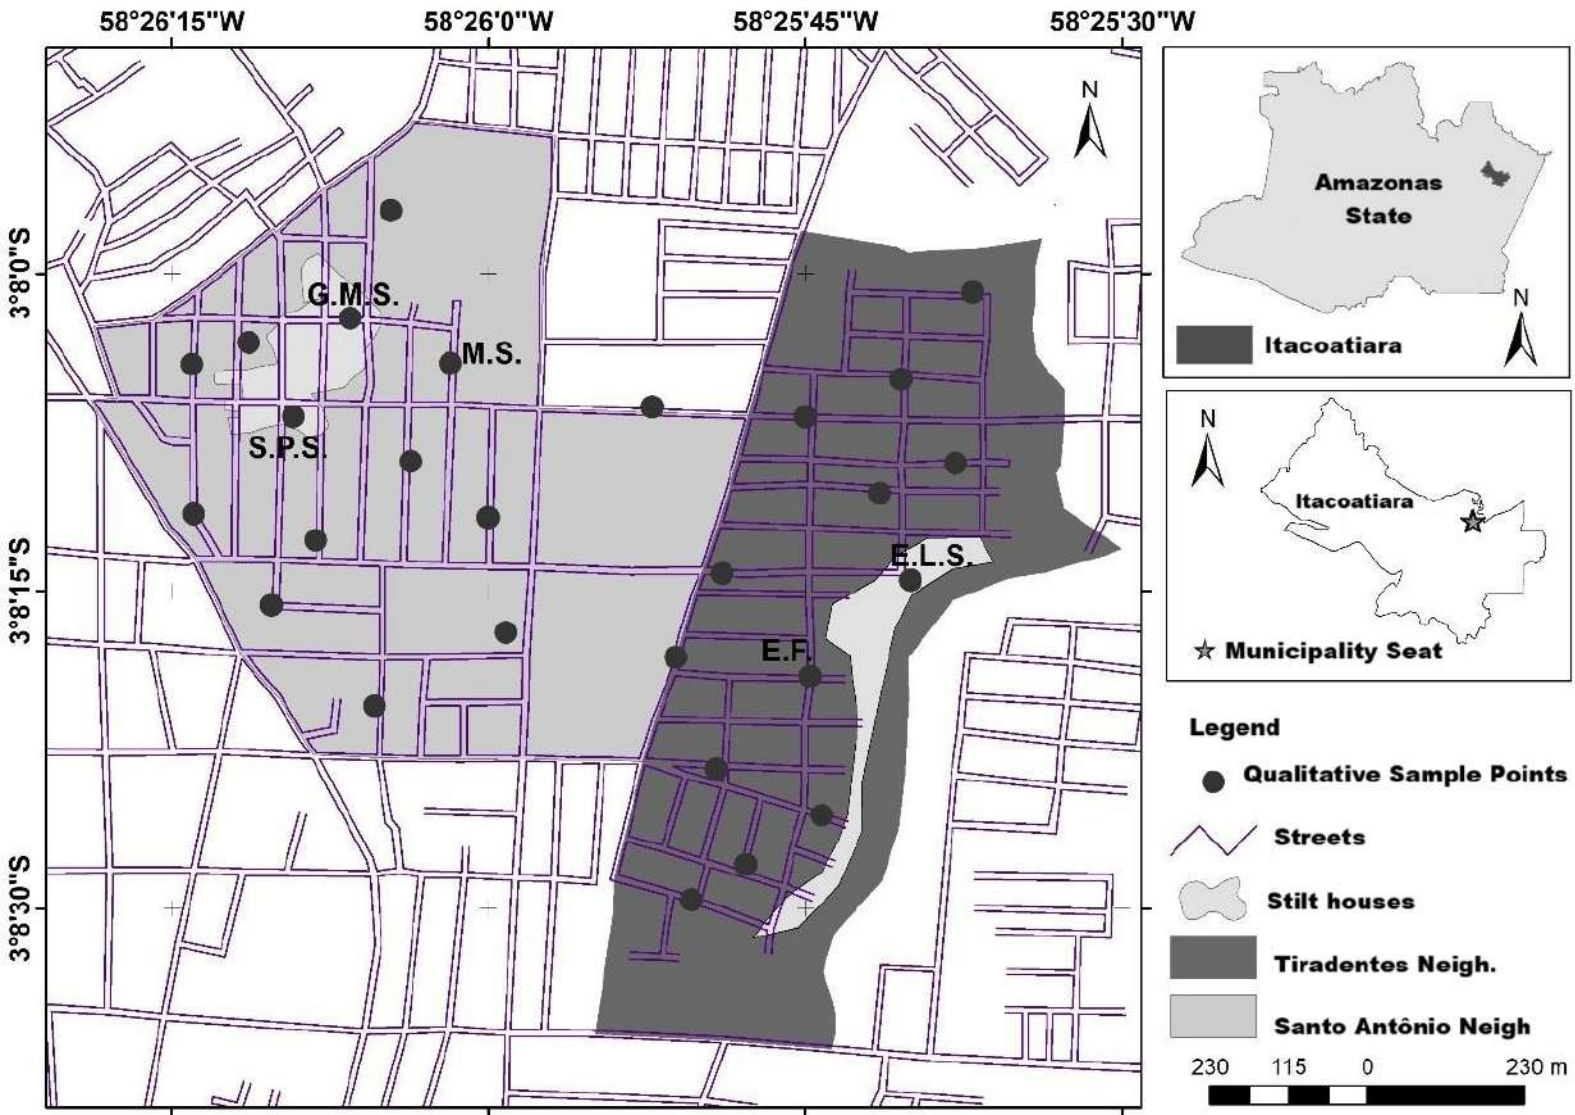 58°26'15"W 58°26'0"W 58°25'45"W 58°25'30"W
3°8'0"S
3°8'15"S
3°8'30"S
N
G.M.S.
M.S.
S.P.S.
E.L.S.
E.F.
Amazonas
State
N
Itacoatiara
N
Itacoatiara
Municipality Seat
Legend
Qualitative Sample Points
Streets
Stilt houses
Tiradentes Neigh.
Santo Antônio Neigh
230 115 0 230 m